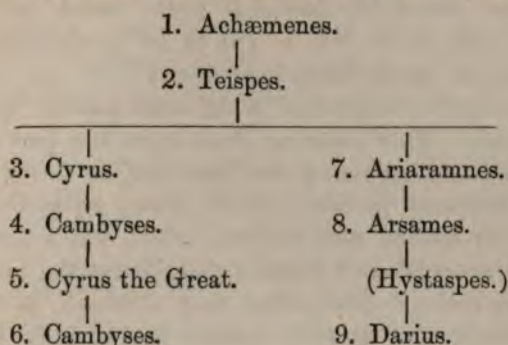 1. Achæmenes.
2. Teispes.
3. Cyrus. 7. Ariaramnes.
4. Cambyses. 8. Arsames.
5. Cyrus the Great. (Hystaspes.)
6. Cambyses. 9. Darius.